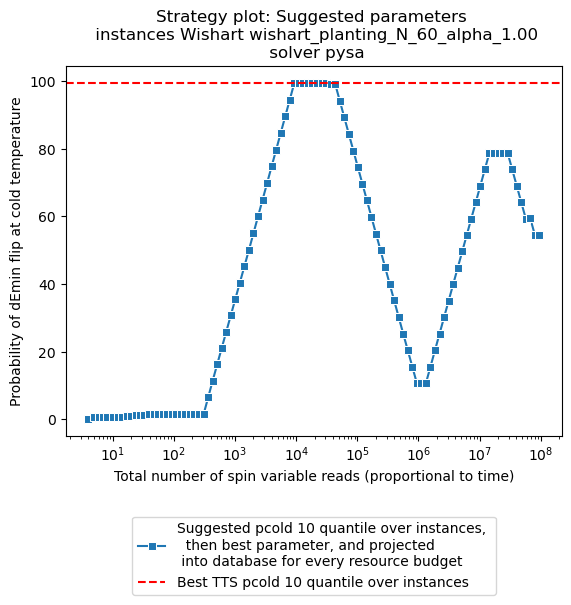 Strategy plot: Suggested parameters
instances Wishart wishart_planting_N_60_alpha_1.00
solver pysa
Probability of dEmin flip at cold temperature
100
80
60
40
20
0
10¹ 10² 10³ 10⁴ 10⁵ 10⁶ 10⁷ 10⁸
Total number of spin variable reads (proportional to time)
Suggested pcold 10 quantile over instances,
then best parameter, and projected
into database for every resource budget
Best TTS pcold 10 quantile over instances